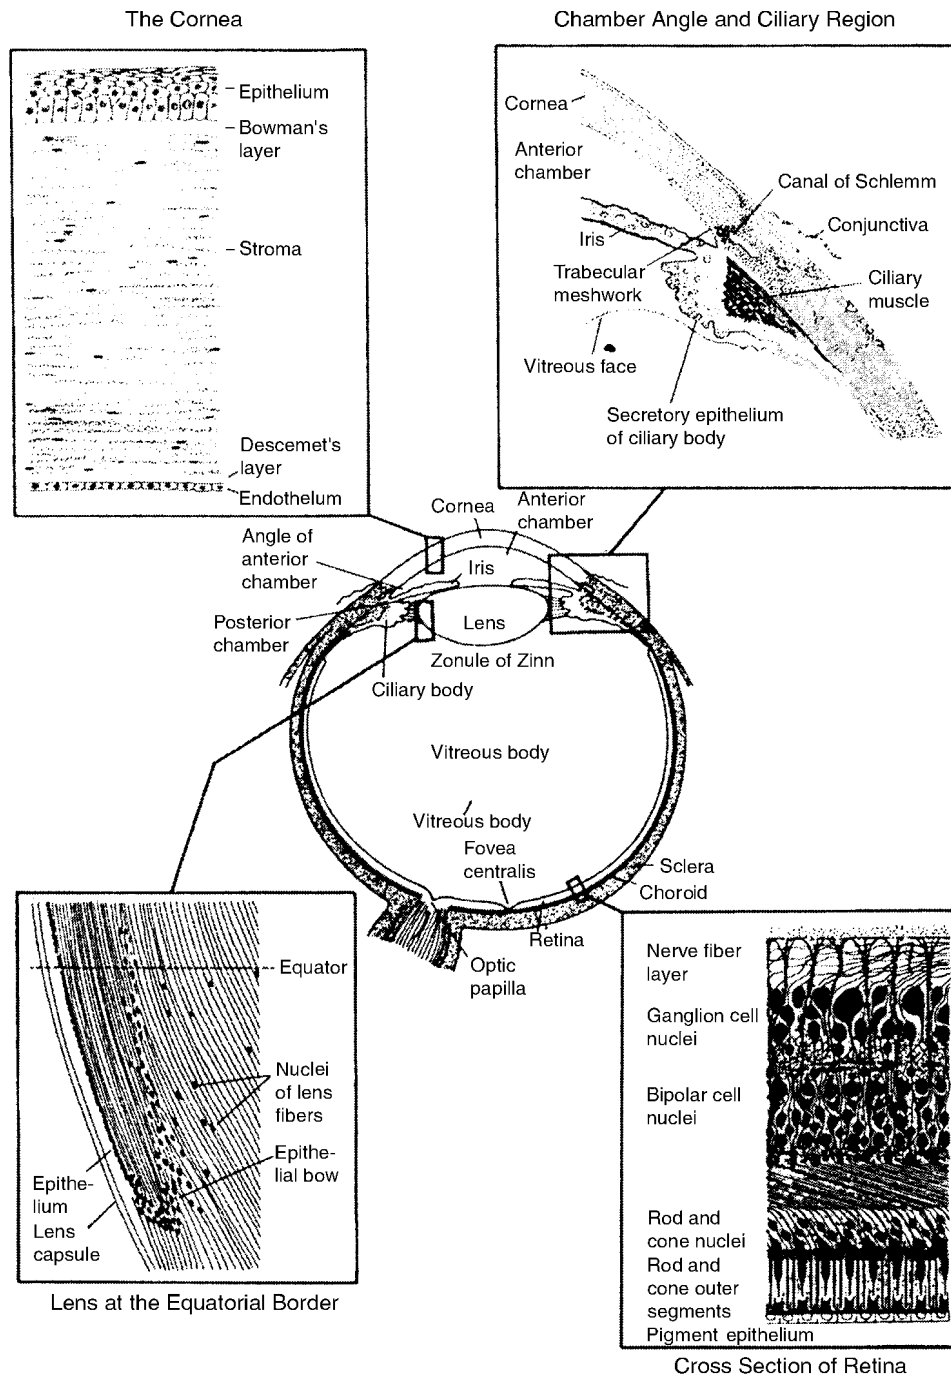 The Cornea
Epithelium
Bowman's
layer
Stroma
Descemet's
layer
Endothelum
Chamber Angle and Ciliary Region
Cornea
Anterior
chamber
Canal of Schlemm
Conjunctiva
Iris
Trabecular
meshwork
Ciliary
muscle
Vitreous face
Secretory epithelium
of ciliary body
Cornea
Anterior
chamber
Angle of
anterior
chamber
Iris
Posterior
chamber
Lens
Zonule of Zinn
Ciliary body
Vitreous body
Vitreous body
Fovea
centralis
Sclera
Choroid
Retina
Optic
papilla
Equator
Nuclei
of lens
fibers
Epithe-
lial bow
Epithe-
lium
Lens
capsule
Lens at the Equatorial Border
Nerve fiber
layer
Ganglion cell
nuclei
Bipolar cell
nuclei
Rod and
cone nuclei
Rod and
cone outer
segments
Pigment epithelium
Cross Section of Retina